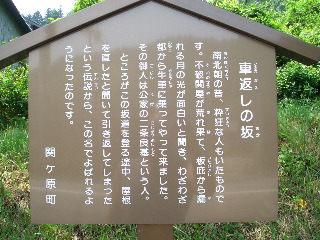 車返しの坂
南北朝の昔、粋狂な人もいたもので
す。不破関屋が荒れ果て、板庇から漏
れる月の光が面白いと聞き、わざわざ
都から牛車に乗ってやって来ました。
その御人は公家の二条良基という人。
ところがこの坂道を登る途中、屋根
を直したと聞いて引き返してしまった
という伝説から、この名でよばれるよ
うになったのです。
関ヶ原町